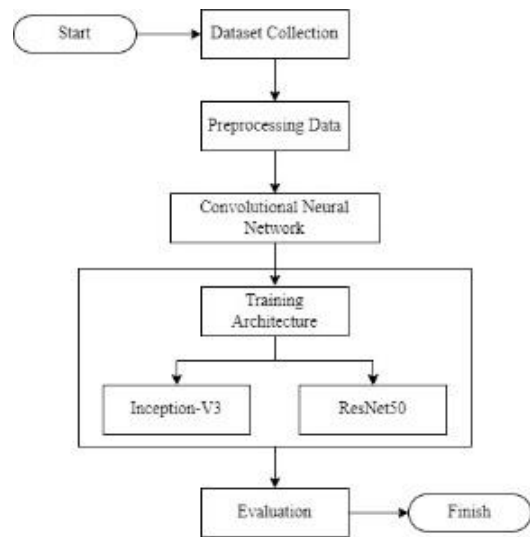 Start
Dataset Collection
Preprocessing Data
Convolutional Neural
Network
Training
Architecture
Inception-V3
ResNet50
Evaluation
Finish